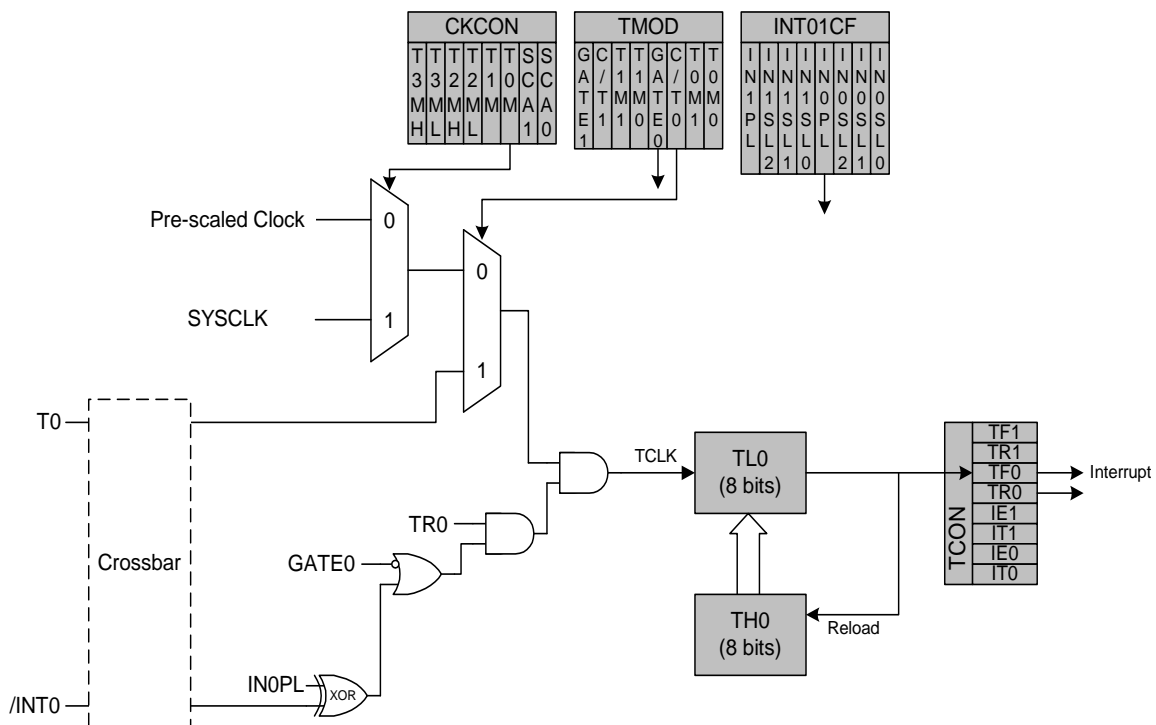 CKCON
T3MH
T3ML
T2MH
T2ML
T1M
T0M
SCA1
SCA0
TMOD
GATE1
C/T1
T1M1
T1M0
GATE0
C/T0
T0M1
T0M0
INT01CF
IN1PL
IN1SL2
IN1SL1
IN1SL0
IN0PL
IN0SL2
IN0SL1
IN0SL0
Pre-scaled Clock
0
SYSCLK
1
0
1
T0
Crossbar
/INT0
TR0
GATE0
IN0PL
XOR
TCLK
TL0
(8 bits)
TH0
(8 bits)
Reload
TCON
TF1
TR1
TF0
TR0
IE1
IT1
IE0
IT0
Interrupt